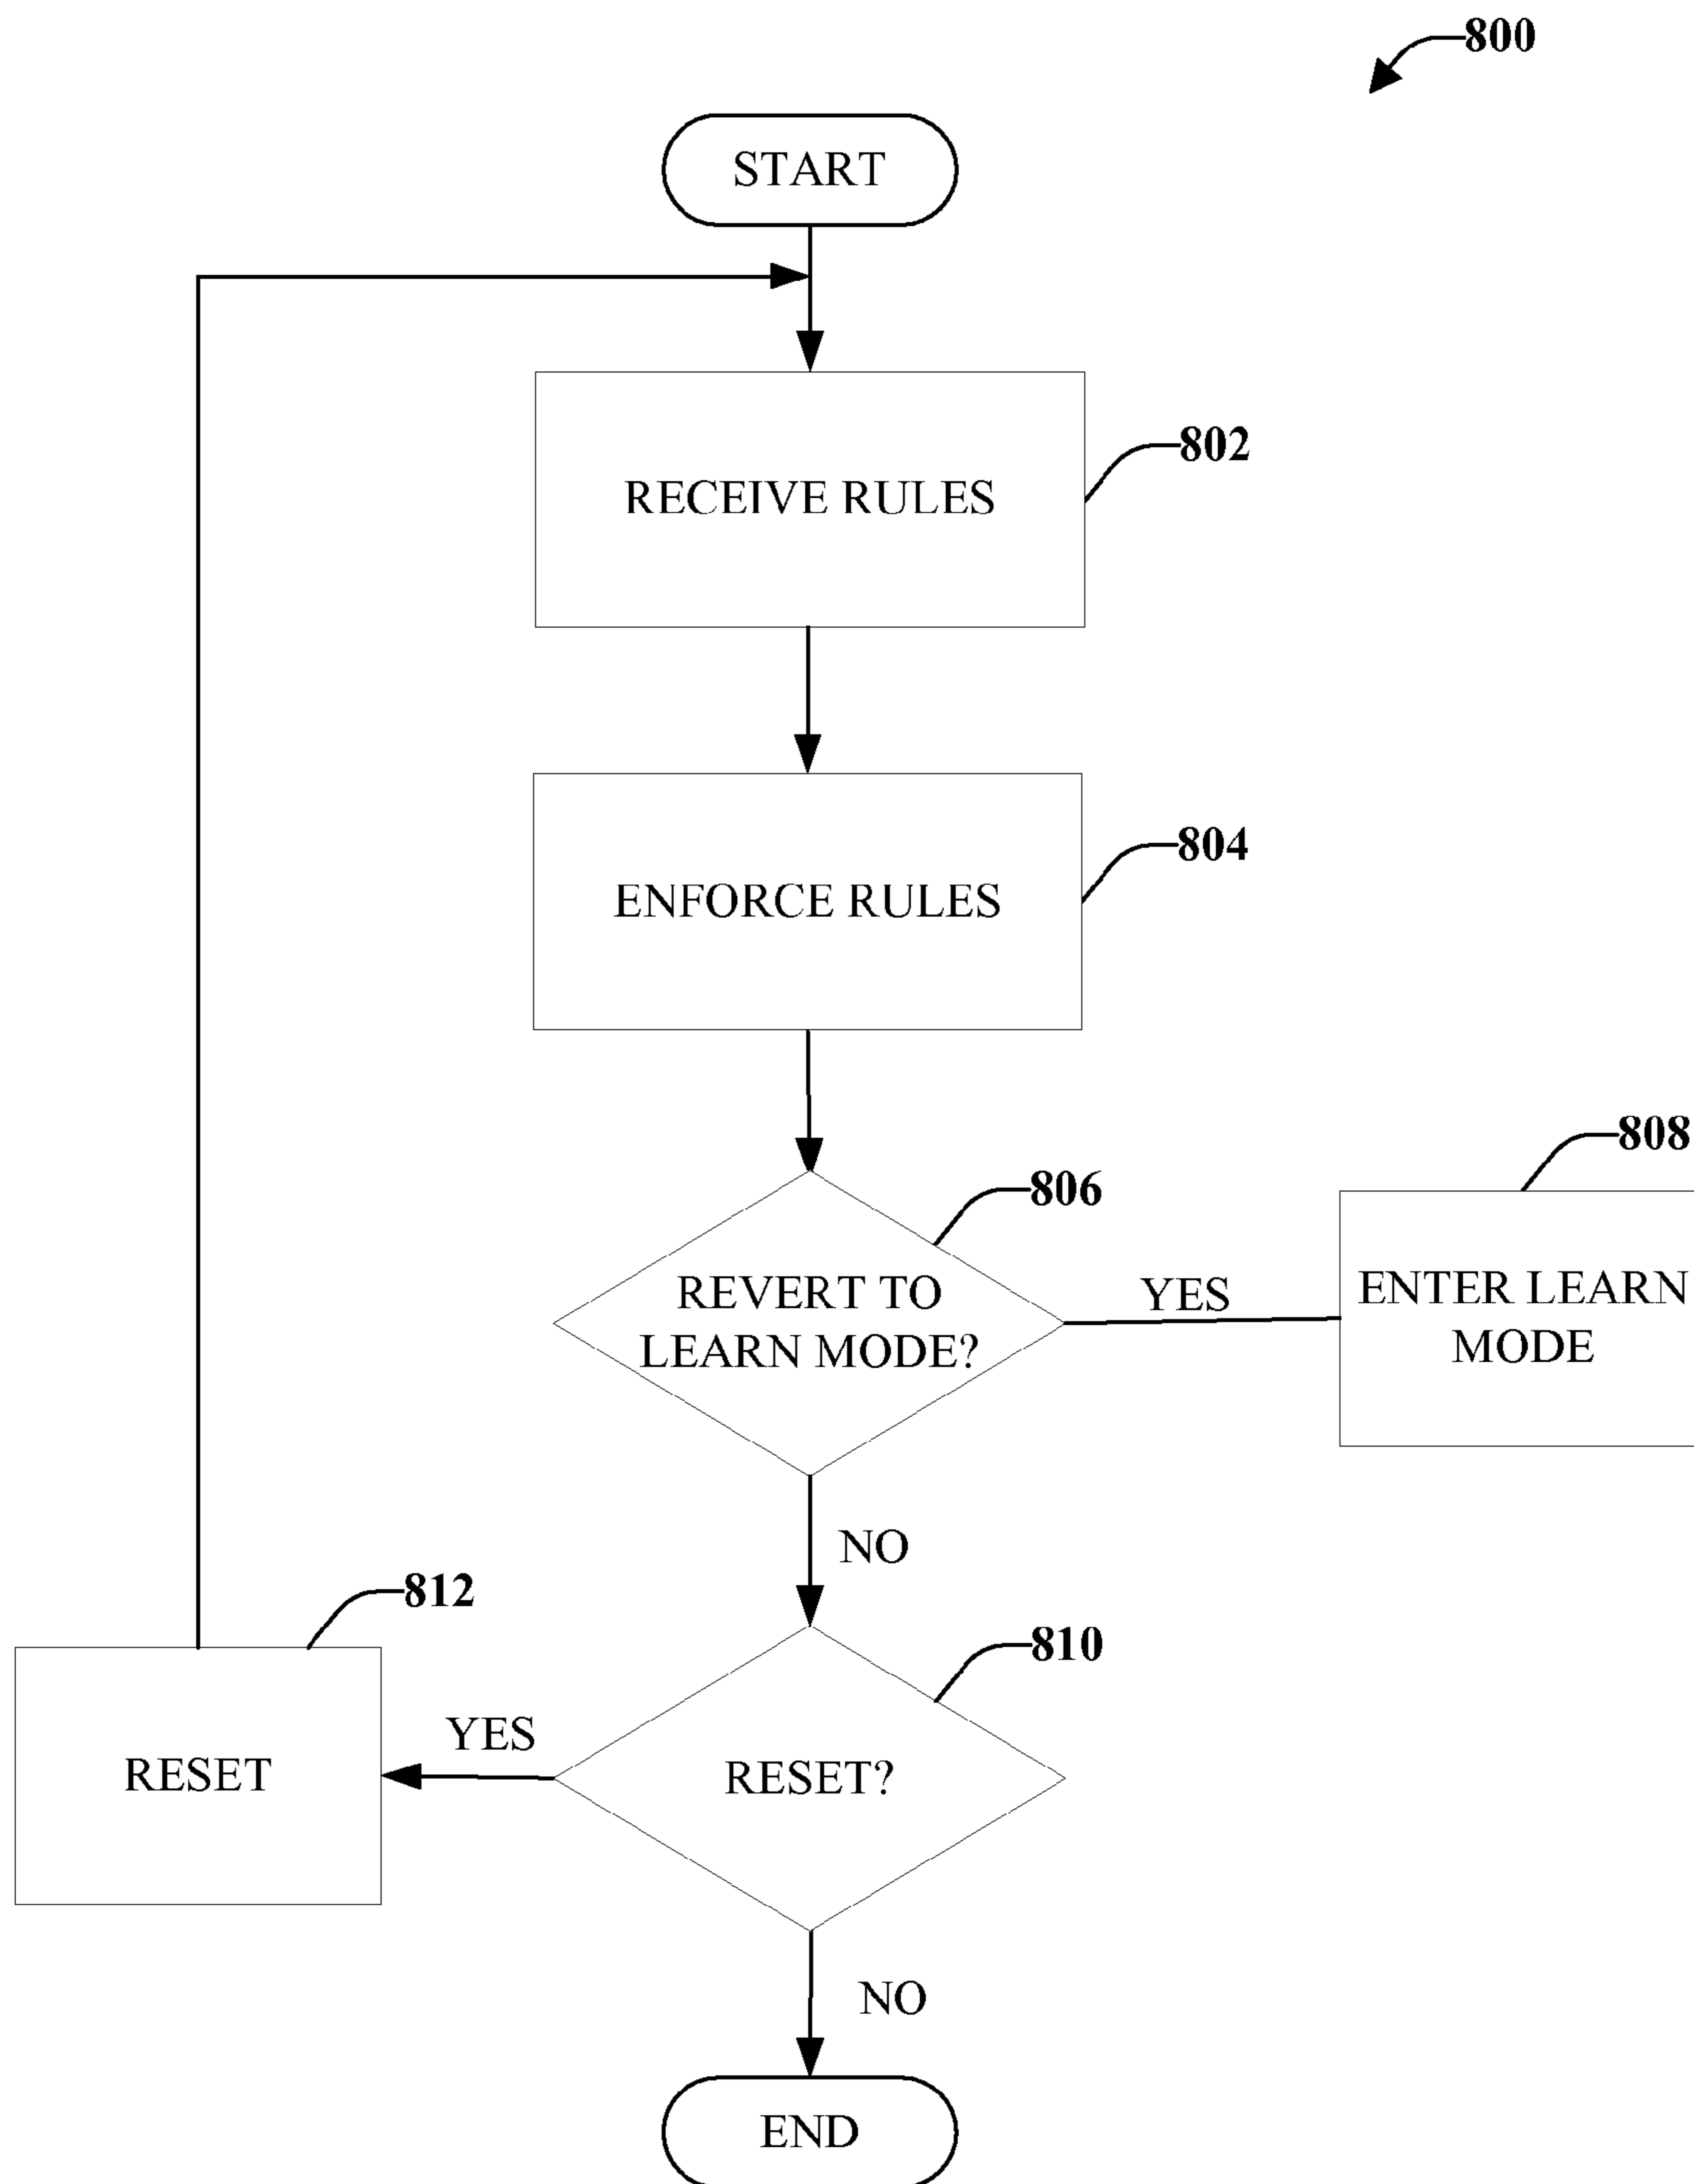 800
START
RECEIVE RULES
802
ENFORCE RULES
804
806
808
REVERT TO
LEARN MODE?
YES
ENTER LEARN
MODE
NO
812
810
YES
RESET
RESET?
NO
END